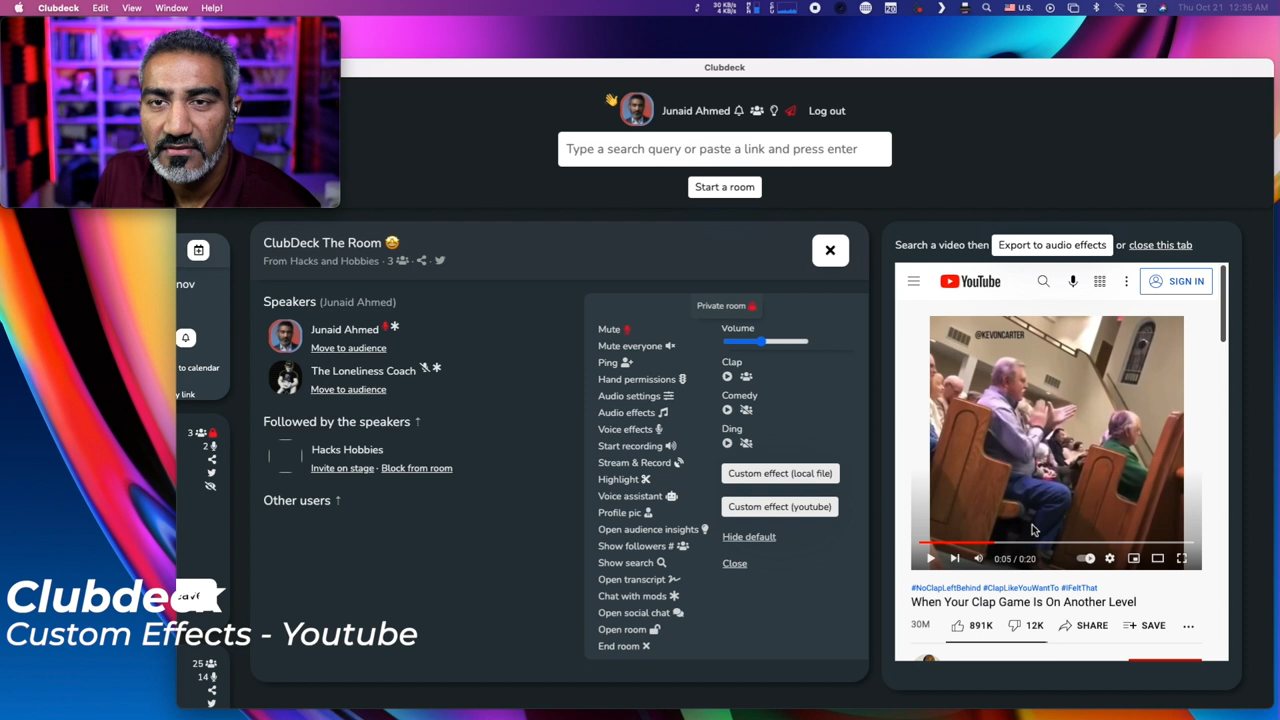 Clubdeck Edit View Window Help!
30 KB/s
4 KB/s
U.S.
Thu Oct 21 12:35 AM
Clubdeck
Junaid Ahmed
Log out
Type a search query or paste a link and press enter
Start a room
nov
to calendar
y link
3
2
ClubDeck The Room 🤩
From Hacks and Hobbies · 3
Speakers (Junaid Ahmed)
Junaid Ahmed
Move to audience
The Loneliness Coach
Move to audience
Followed by the speakers ↑
Hacks Hobbies
Invite on stage · Block from room
Other users ↑
Private room
Mute
Mute everyone
Ping
Hand permissions
Audio settings
Audio effects
Voice effects
Start recording
Stream & Record
Highlight
Voice assistant
Profile pic
Open audience insights
Show followers #
Show search
Open transcript
Chat with mods
Open social chat
Open room
End room
Volume
Clap
Comedy
Ding
Custom effect (local file)
Custom effect (youtube)
Hide default
Close
Search a video then Export to audio effects or close this tab
YouTube
SIGN IN
@KEVONCARTER
0:05 / 0:20
#NoClapLeftBehind #ClapLikeYouWantTo #IFeltThat
When Your Clap Game Is On Another Level
30M 891K 12K SHARE SAVE
Clubdeck
Custom Effects - Youtube
25
14